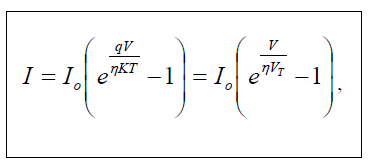 I = I_o ( e^{qV/ηKT} − 1 ) = I_o ( e^{V/ηV_T} − 1 ),